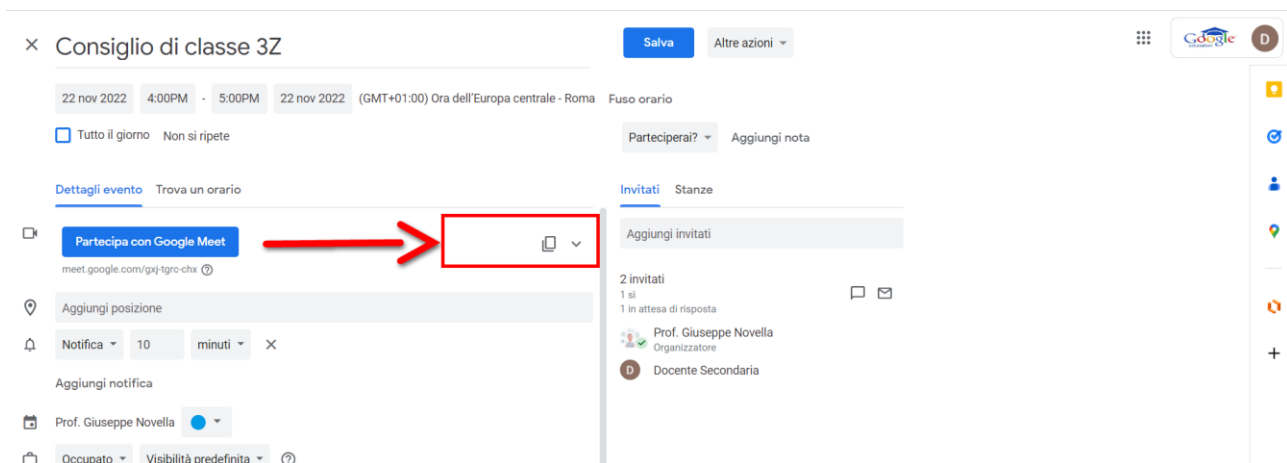 Consiglio di classe 3Z
Salva
Altre azioni
Google
D
22 nov 2022 4:00PM - 5:00PM 22 nov 2022 (GMT+01:00) Ora dell'Europa centrale - Roma Fuso orario
Tutto il giorno Non si ripete
Parteciperai? Aggiungi nota
Dettagli evento Trova un orario
Invitati Stanze
Partecipa con Google Meet
meet.google.com/gxj-tgrc-chx
Aggiungi invitati
2 invitati
1 sì
1 in attesa di risposta
Aggiungi posizione
Notifica 10 minuti
Prof. Giuseppe Novella
Organizzatore
D Docente Secondaria
Aggiungi notifica
Prof. Giuseppe Novella
Occupato Visibilità predefinita